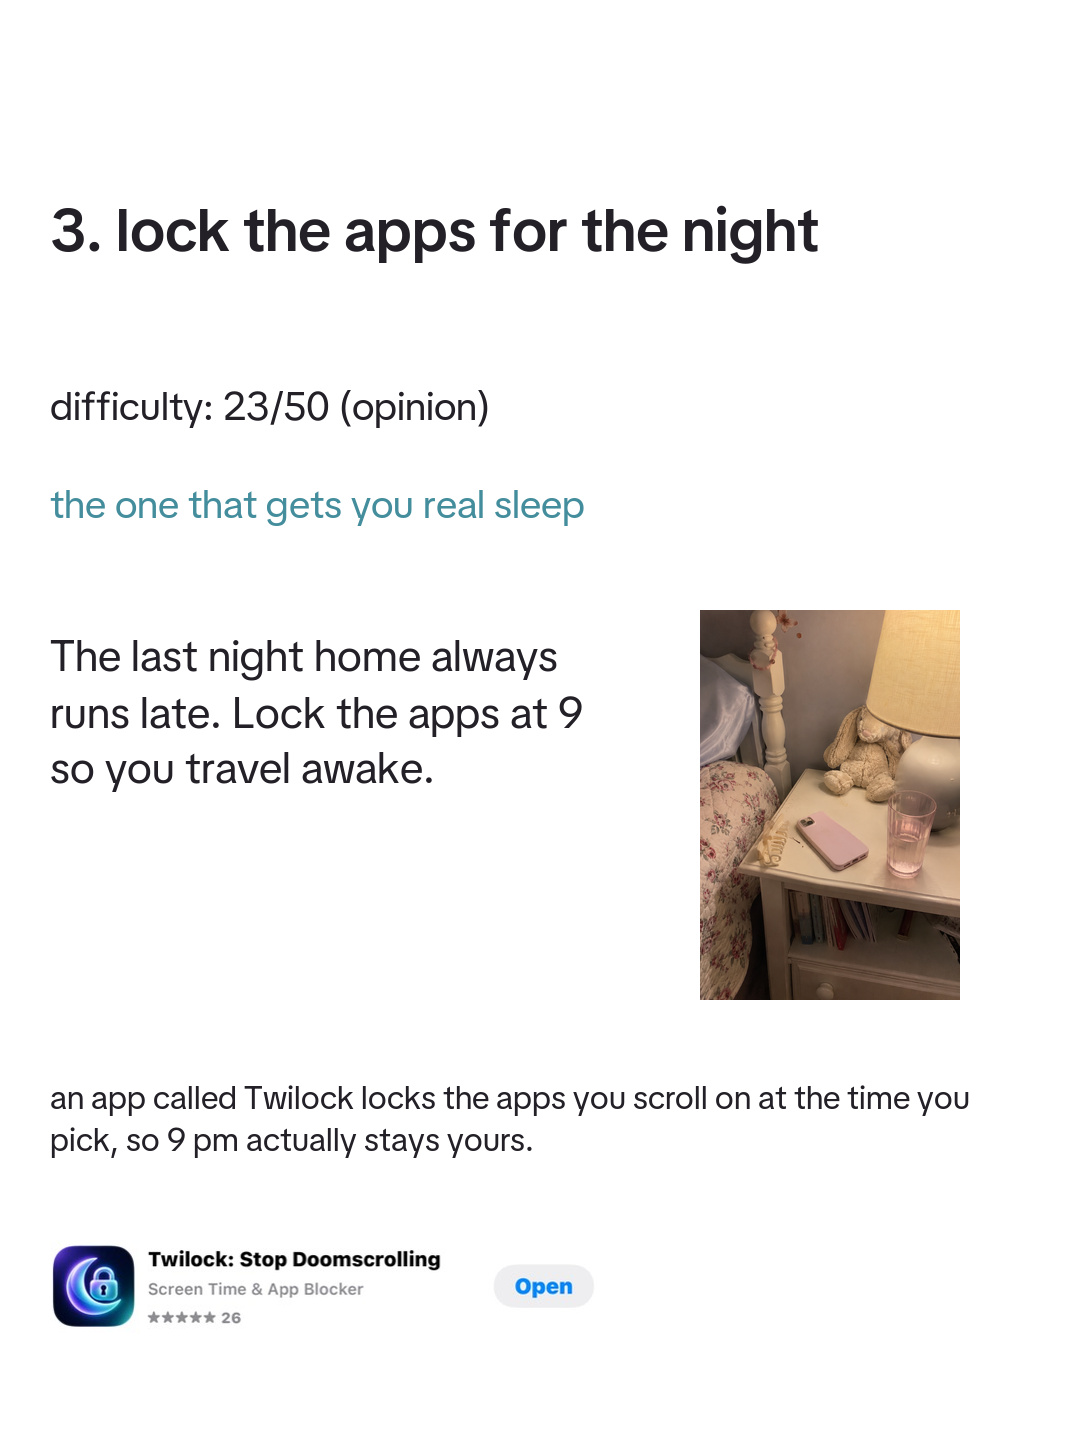 3. lock the apps for the night
difficulty: 23/50 (opinion)
the one that gets you real sleep
The last night home always
runs late. Lock the apps at 9
so you travel awake.
an app called Twilock locks the apps you scroll on at the time you
pick, so 9 pm actually stays yours.
Twilock: Stop Doomscrolling
Screen Time & App Blocker
★★★★★ 26
Open